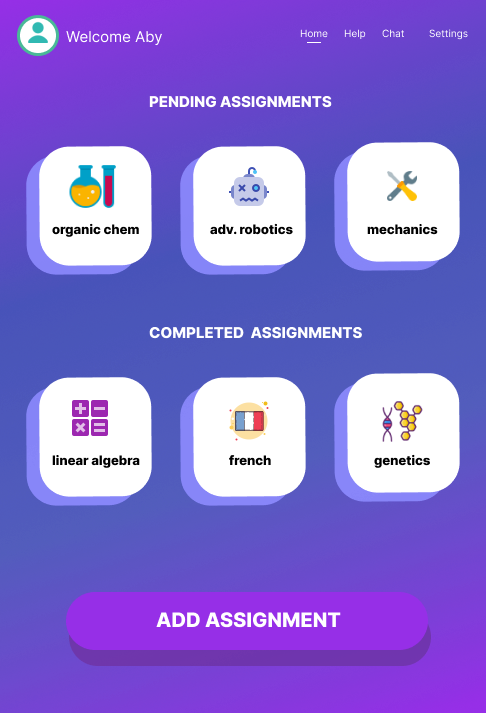 Welcome Aby
Home Help Chat Settings
PENDING ASSIGNMENTS
organic chem
adv. robotics
mechanics
COMPLETED ASSIGNMENTS
linear algebra
french
genetics
ADD ASSIGNMENT